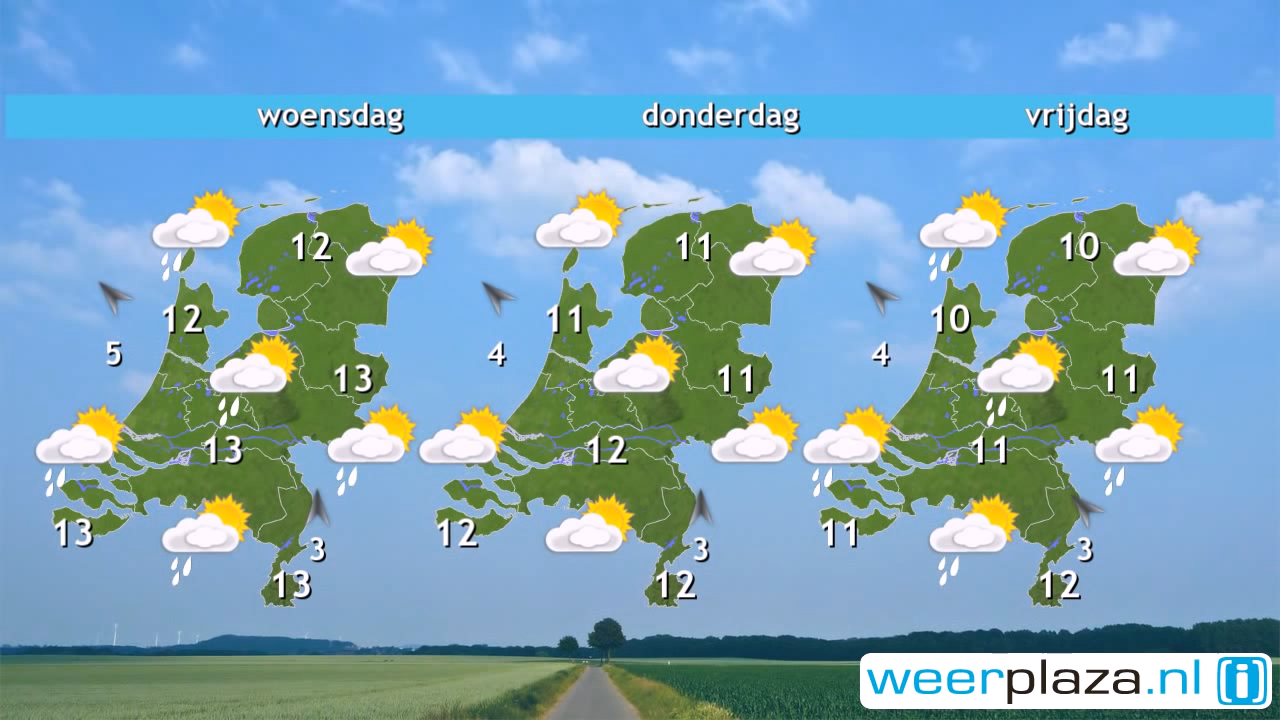 woensdag donderdag vrijdag
12 11 10
12 11 10
5 4 4
13 11 11
13 12 11
13 12 11
3 3 3
13 12 12
weerplaza.nl i